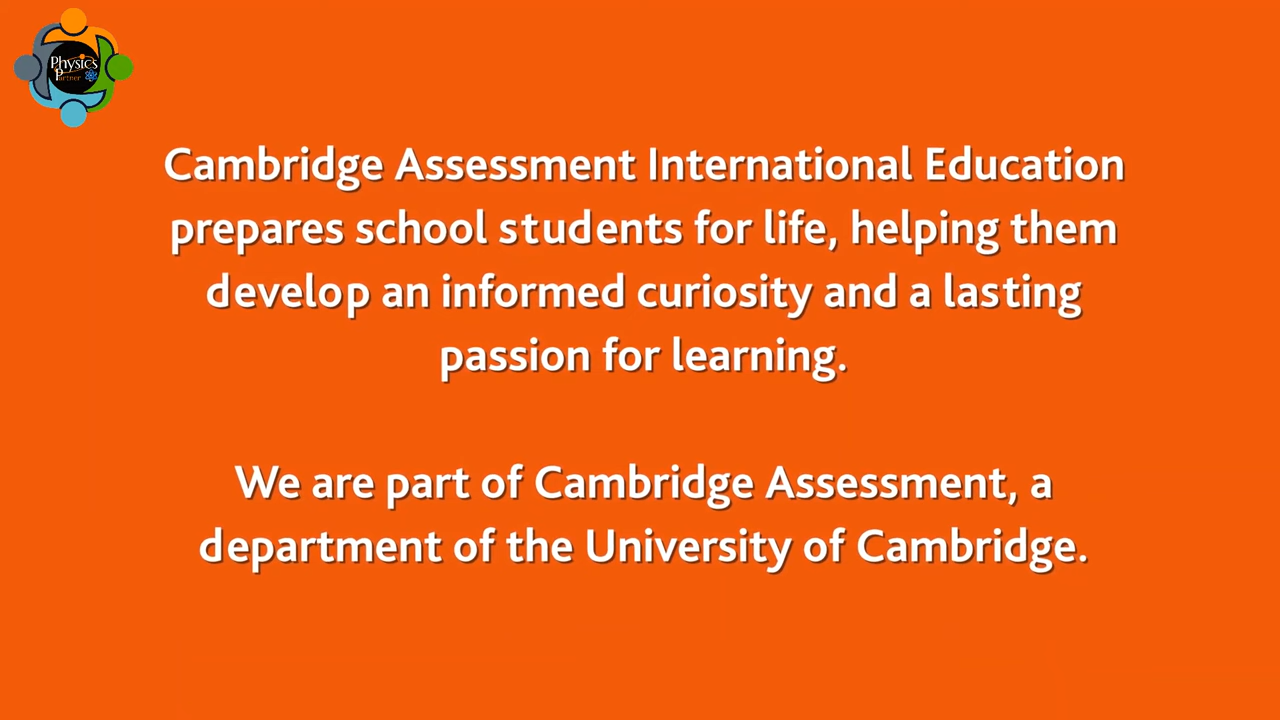 Physics
Partner
Cambridge Assessment International Education
prepares school students for life, helping them
develop an informed curiosity and a lasting
passion for learning.
We are part of Cambridge Assessment, a
department of the University of Cambridge.